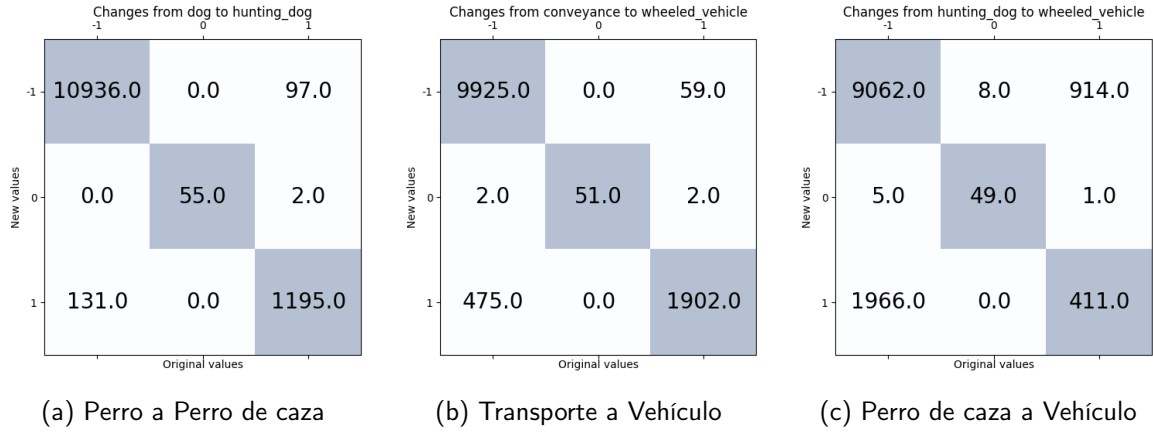 Changes from dog to hunting_dog
-1 0 1
-1 10936.0 0.0 97.0
0 0.0 55.0 2.0
1 131.0 0.0 1195.0
New values
Original values
(a) Perro a Perro de caza
Changes from conveyance to wheeled_vehicle
-1 0 1
-1 9925.0 0.0 59.0
0 2.0 51.0 2.0
1 475.0 0.0 1902.0
New values
Original values
(b) Transporte a Vehículo
Changes from hunting_dog to wheeled_vehicle
-1 0 1
-1 9062.0 8.0 914.0
0 5.0 49.0 1.0
1 1966.0 0.0 411.0
New values
Original values
(c) Perro de caza a Vehículo